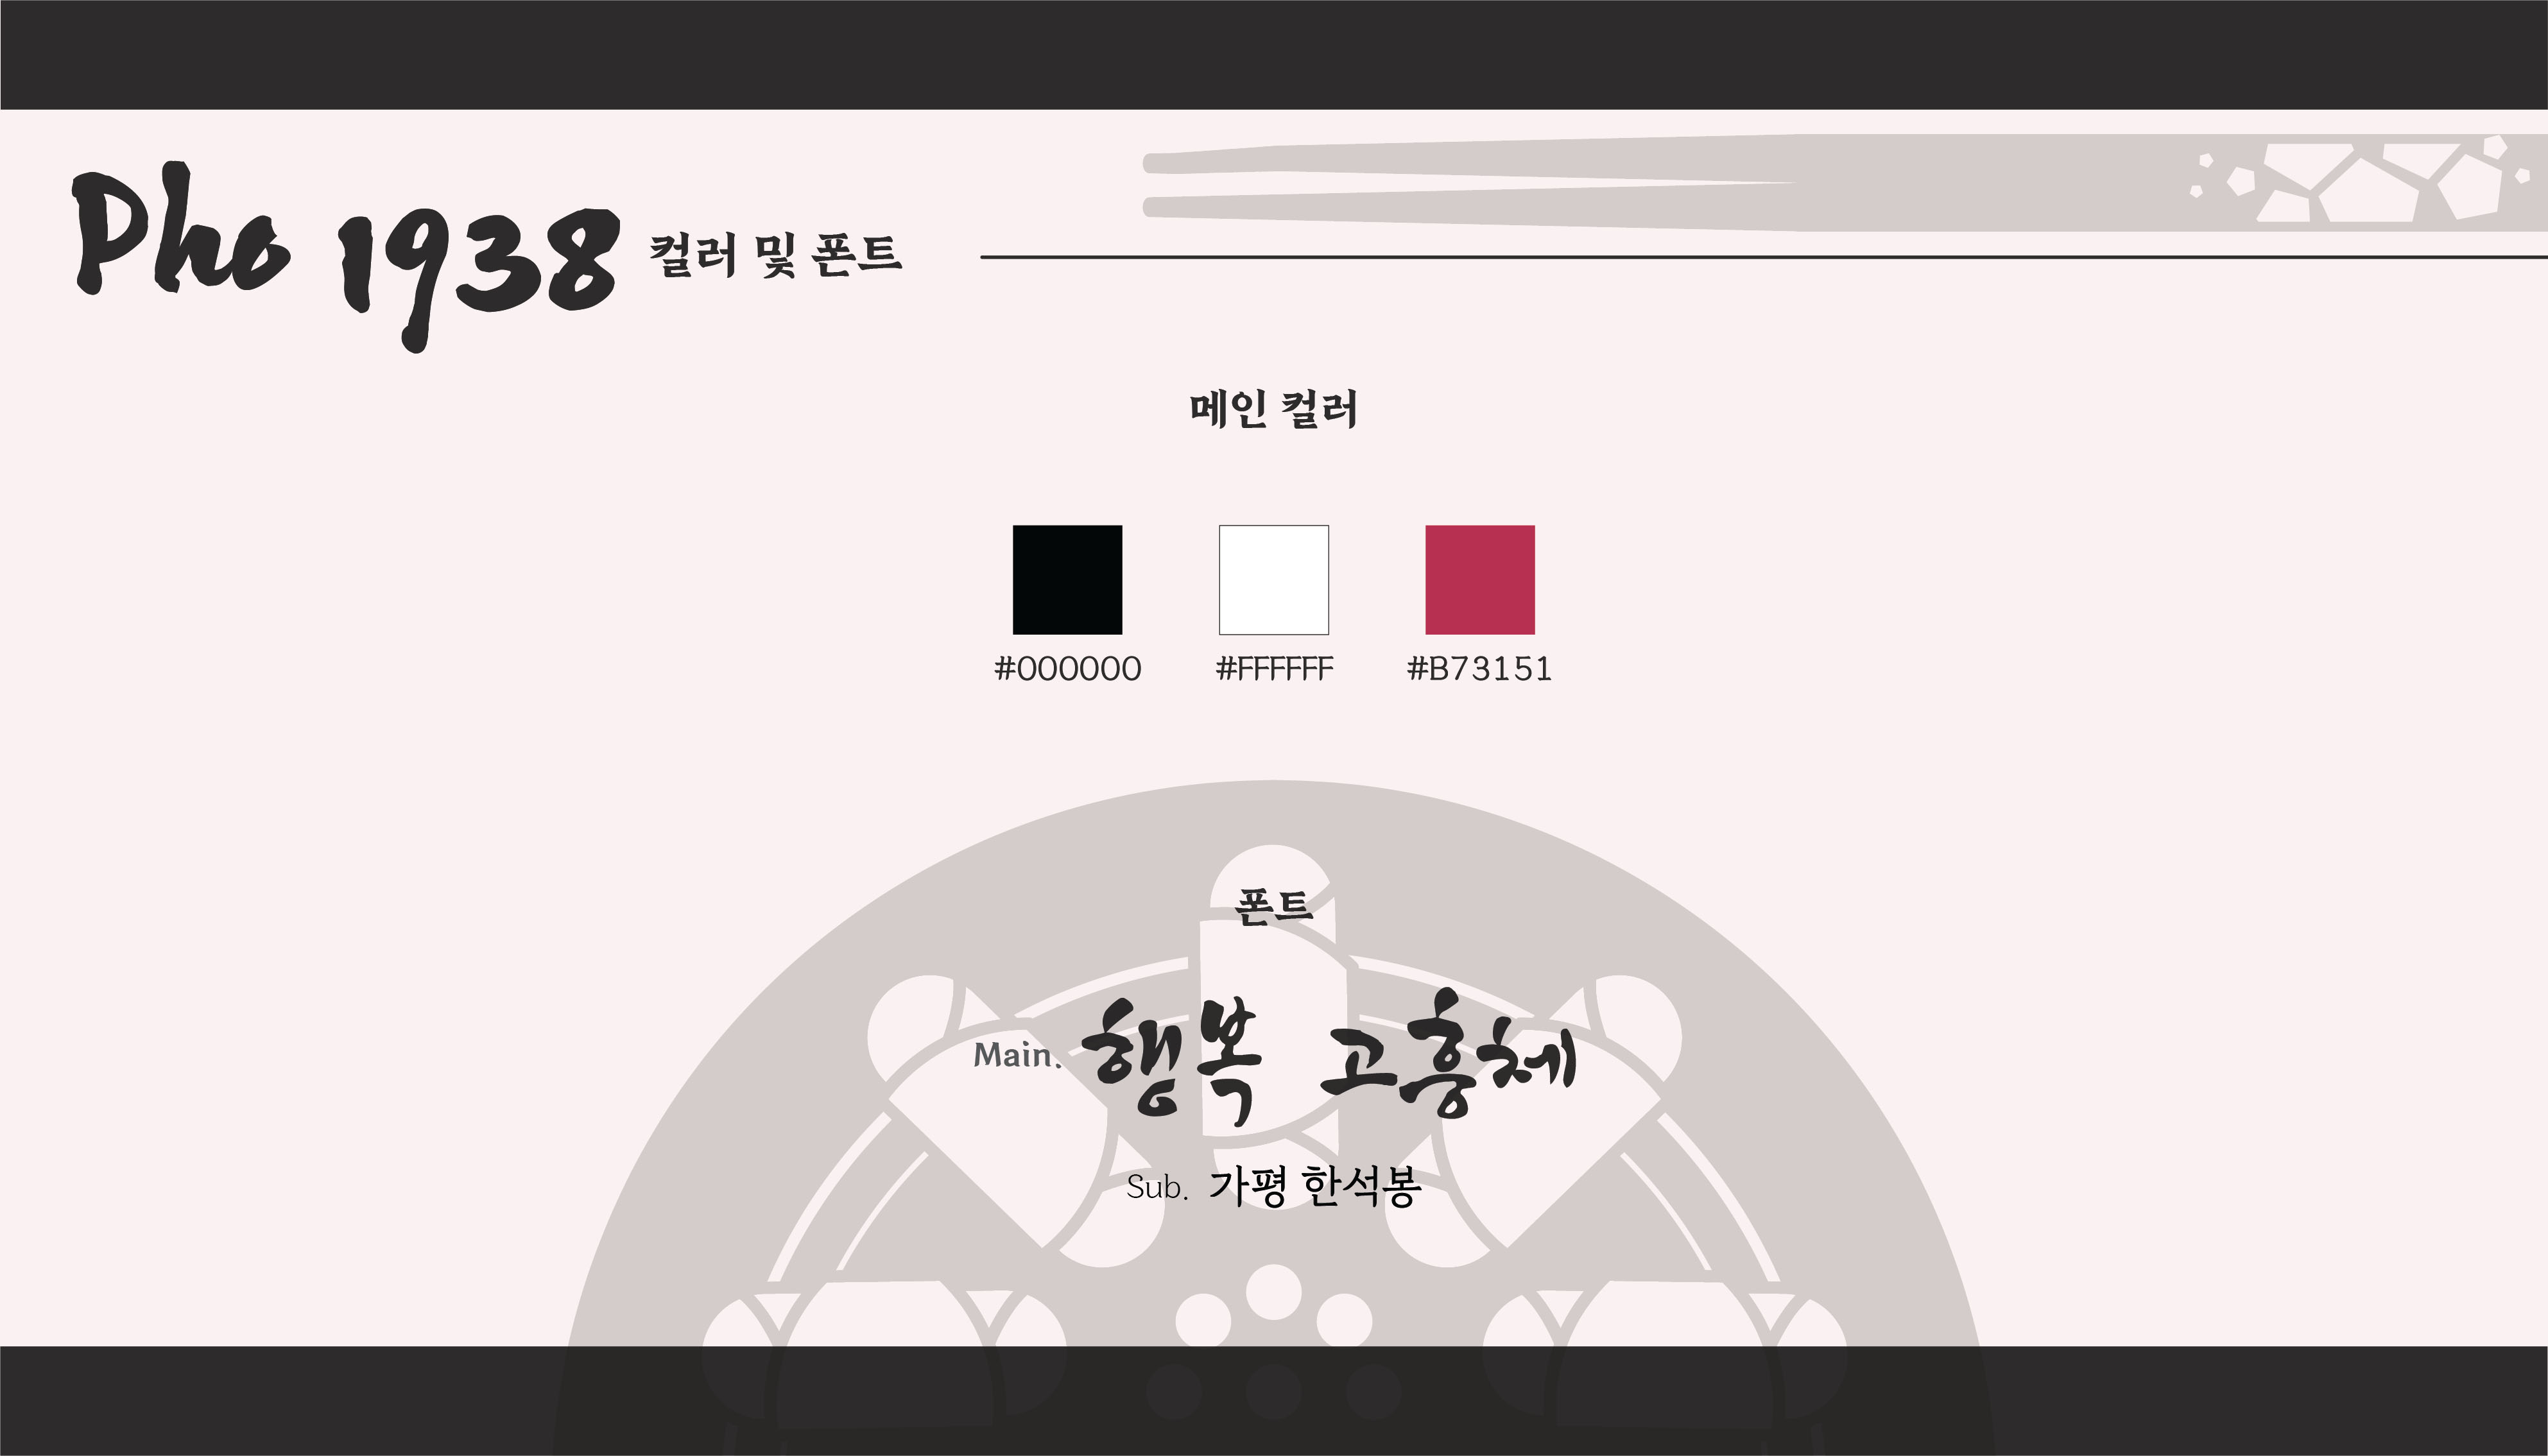 Pho 1938 컬러 및 폰트
메인 컬러
#000000 #FFFFFF #B73151
폰트
Main. 행복 고흥체
Sub. 가평 한석봉